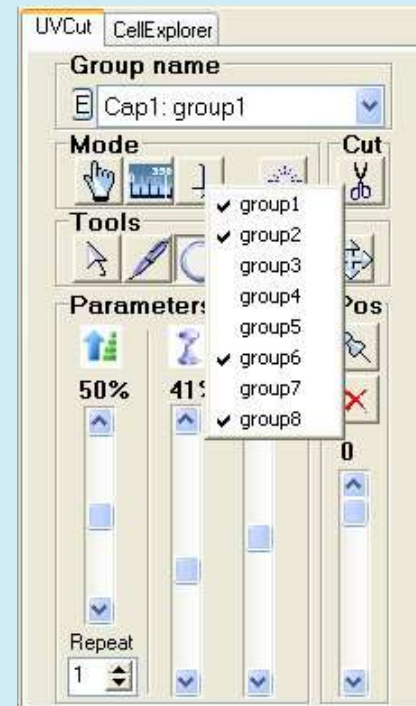 UVCut CellExplorer
Group name
E Cap1: group1
Mode Cut
group1
group2
Tools
group3
group4
Parameters
group5
group6
50%
group7
group8
0
Repeat
1